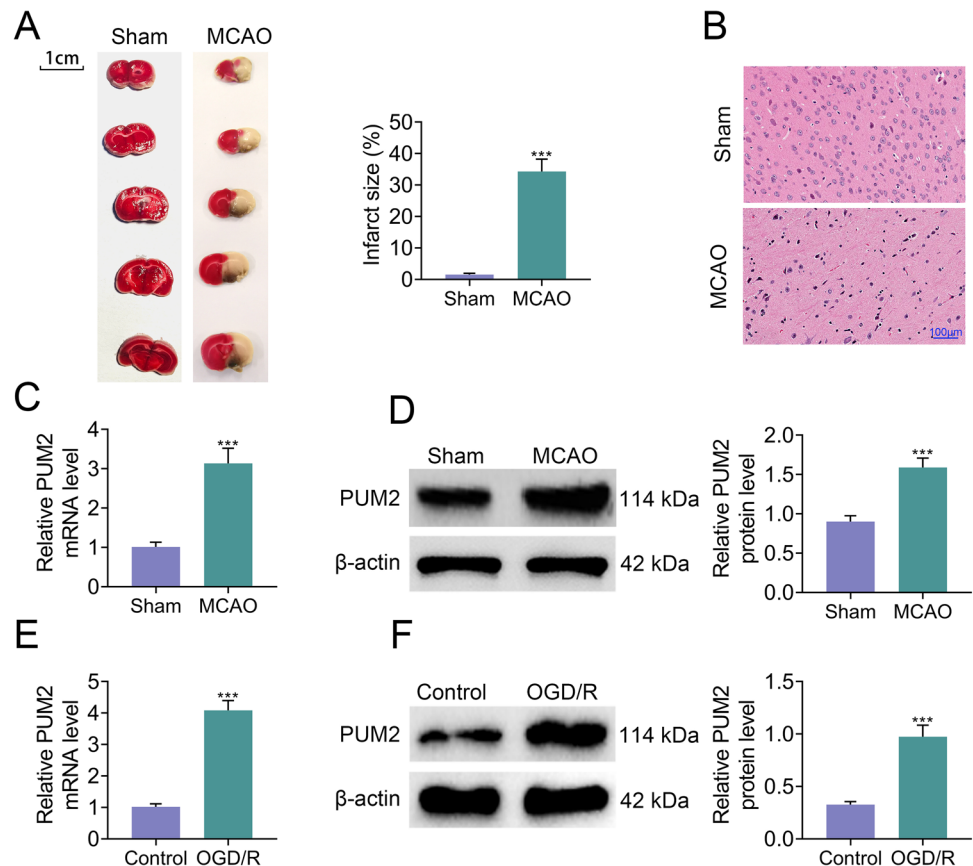 A
Sham MCAO
1cm
Infarct size (%)
50
40
30
20
10
0
***
Sham MCAO
B
Sham
MCAO
100μm
C
Relative PUM2
mRNA level
4
3
2
1
0
***
Sham MCAO
D
Sham MCAO
PUM2 114 kDa
β-actin 42 kDa
Relative PUM2
protein level
2.0
1.5
1.0
0.5
0.0
***
Sham MCAO
E
Relative PUM2
mRNA level
5
4
3
2
1
0
***
Control OGD/R
F
Control OGD/R
PUM2 114 kDa
β-actin 42 kDa
Relative PUM2
protein level
1.5
1.0
0.5
0.0
***
Control OGD/R